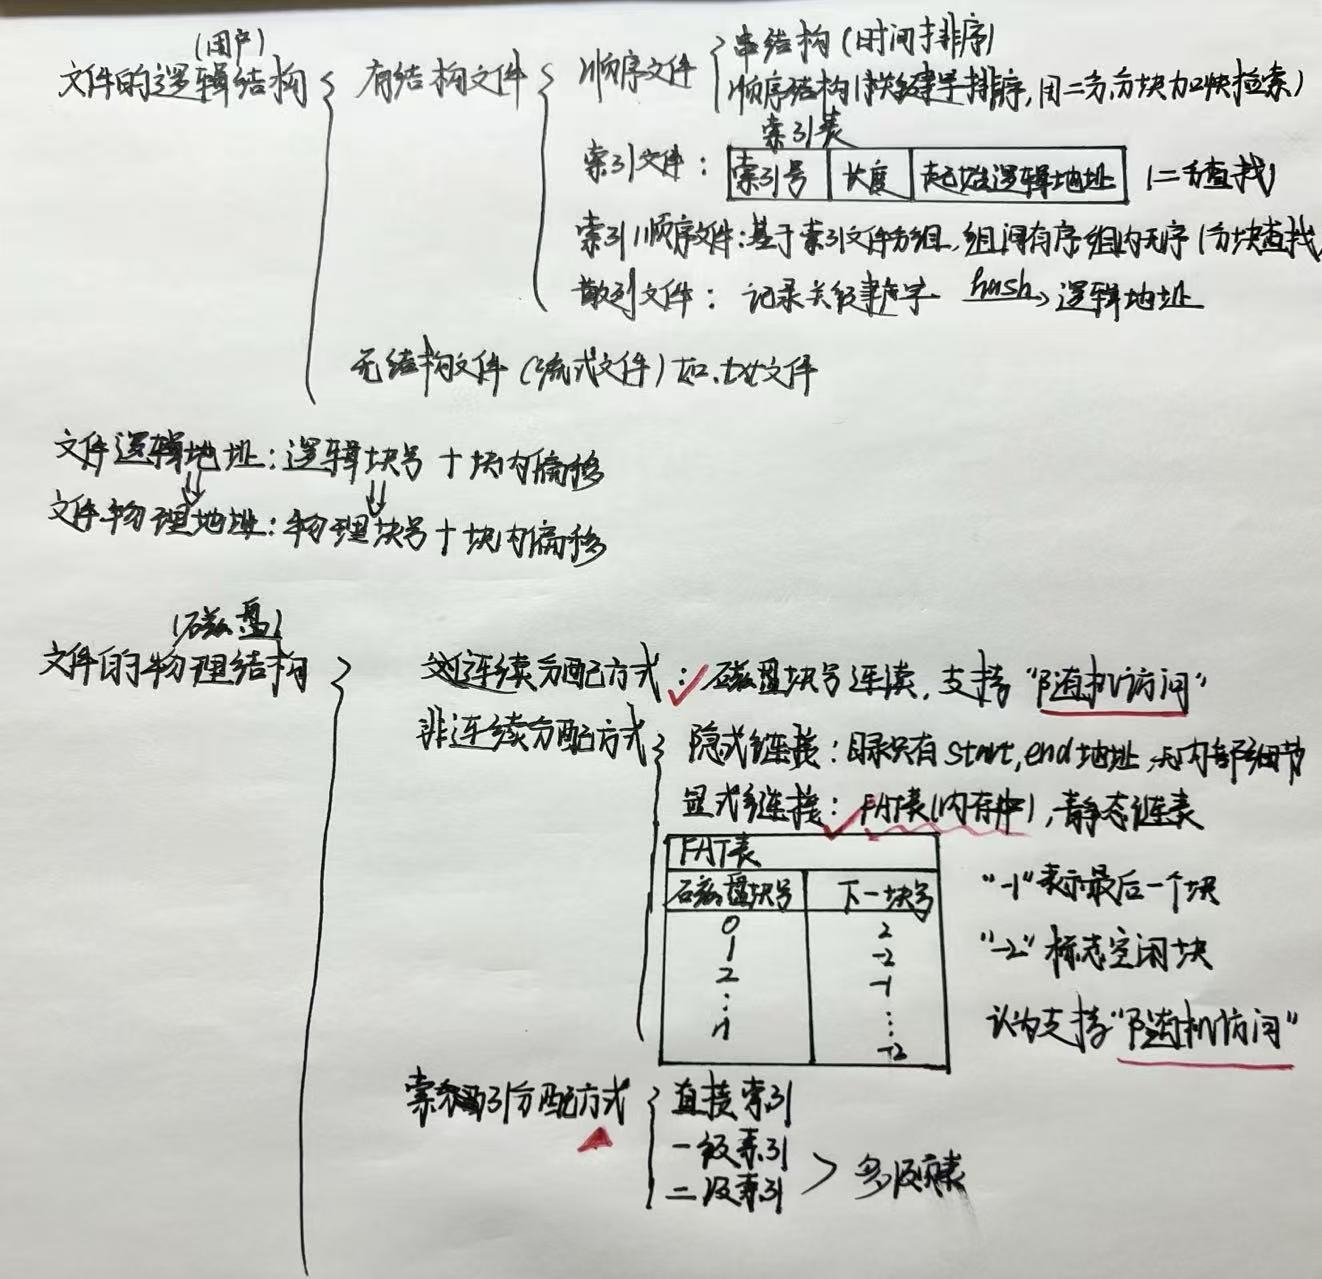 (用户)
文件的逻辑结构
有结构文件
顺序文件
串结构(时间排序)
顺序结构(按关键字排序,用二分,分块加快检索)
索引表
索引文件:
索引号 长度 起始逻辑地址 (二分查找)
索引顺序文件:基于索引文件分组,组间有序组内无序(分块查找
散列文件: 记录关键字 hash 逻辑地址
无结构文件(流式文件)如.txt文件
文件逻辑地址:逻辑块号+块内偏移
文件物理地址:物理块号+块内偏移
(磁盘)
文件的物理结构
连续分配方式:磁盘块号连续,支持“随机访问”
非连续分配方式
隐式链接:目录只有start,end地址,无内部细节
显式链接:FAT表(内存中),静态链表
FAT表
磁盘块号 下一块号
0 2
1 -2
2 -1
⋮ ⋮
n -2
“-1”表示最后一个块
“-2”标志空闲块
认为支持“随机访问”
索引分配方式
直接索引
一级索引
二级索引
多级索